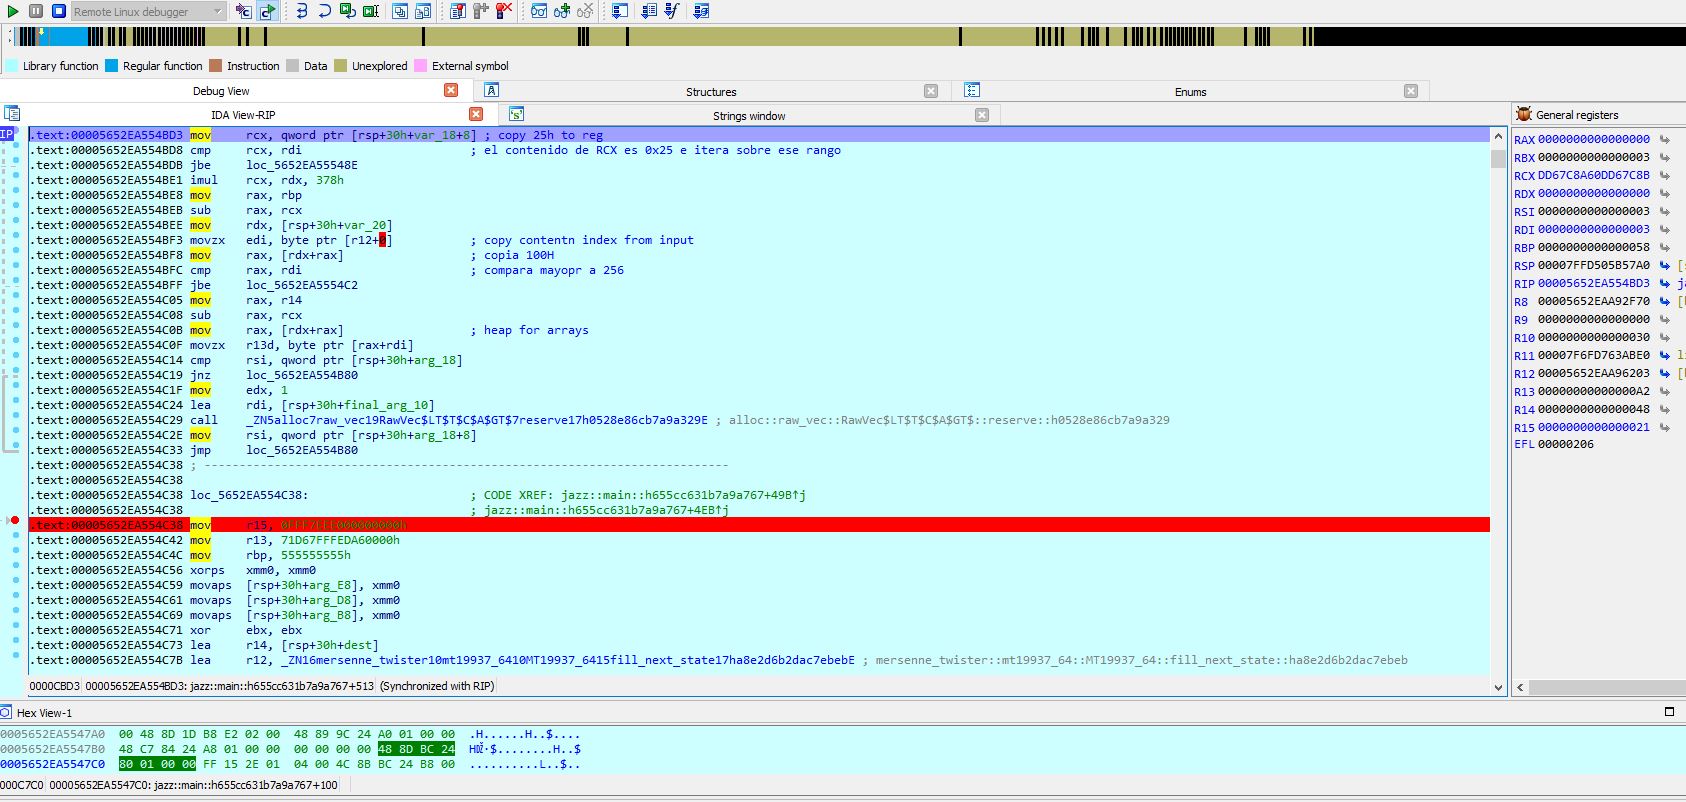 Remote Linux debugger
Library function Regular function Instruction Data Unexplored External symbol
Debug View Structures Enums
IDA View-RIP Strings window General registers
IP .text:00005652EA554BD3 mov rcx, qword ptr [rsp+30h+var_18+8] ; copy 25h to reg
.text:00005652EA554BD8 cmp rcx, rdi ; el contenido de RCX es 0x25 e itera sobre ese rango
.text:00005652EA554BDB jbe loc_5652EA55548E
.text:00005652EA554BE1 imul rcx, rdx, 378h
.text:00005652EA554BE8 mov rax, rbp
.text:00005652EA554BEB sub rax, rcx
.text:00005652EA554BEE mov rdx, [rsp+30h+var_20]
.text:00005652EA554BF3 movzx edi, byte ptr [r12+0] ; copy contentn index from input
.text:00005652EA554BF8 mov rax, [rdx+rax] ; copia 100H
.text:00005652EA554BFC cmp rax, rdi ; compara mayopr a 256
.text:00005652EA554BFF jbe loc_5652EA5554C2
.text:00005652EA554C05 mov rax, r14
.text:00005652EA554C08 sub rax, rcx
.text:00005652EA554C0B mov rax, [rdx+rax] ; heap for arrays
.text:00005652EA554C0F movzx r13d, byte ptr [rax+rdi]
.text:00005652EA554C14 cmp rsi, qword ptr [rsp+30h+arg_18]
.text:00005652EA554C19 jnz loc_5652EA554B80
.text:00005652EA554C1F mov edx, 1
.text:00005652EA554C24 lea rdi, [rsp+30h+final_arg_10]
.text:00005652EA554C29 call _ZN5alloc7raw_vec19RawVec$LT$T$C$A$GT$7reserve17h0528e86cb7a9a329E ; alloc::raw_vec::RawVec$LT$T$C$A$GT$::reserve::h0528e86cb7a9a329
.text:00005652EA554C2E mov rsi, qword ptr [rsp+30h+arg_18+8]
.text:00005652EA554C33 jmp loc_5652EA554B80
.text:00005652EA554C38 ; ---------------------------------------------------------------------------
.text:00005652EA554C38
.text:00005652EA554C38 loc_5652EA554C38: ; CODE XREF: jazz::main::h655cc631b7a9a767+49B↑j
.text:00005652EA554C38 ; jazz::main::h655cc631b7a9a767+4EB↑j
.text:00005652EA554C38 mov r15, 0FFF7EEE000000000h
.text:00005652EA554C42 mov r13, 71D67FFFEDA60000h
.text:00005652EA554C4C mov rbp, 555555555h
.text:00005652EA554C56 xorps xmm0, xmm0
.text:00005652EA554C59 movaps [rsp+30h+arg_E8], xmm0
.text:00005652EA554C61 movaps [rsp+30h+arg_D8], xmm0
.text:00005652EA554C69 movaps [rsp+30h+arg_B8], xmm0
.text:00005652EA554C71 xor ebx, ebx
.text:00005652EA554C73 lea r14, [rsp+30h+dest]
.text:00005652EA554C7B lea r12, _ZN16mersenne_twister10mt19937_6410MT19937_6415fill_next_state17ha8e2d6b2dac7ebebE ; mersenne_twister::mt19937_64::MT19937_64::fill_next_state::ha8e2d6b2dac7ebeb
0000CBD3 00005652EA554BD3: jazz::main::h655cc631b7a9a767+513 (Synchronized with RIP)
RAX 0000000000000000
RBX 0000000000000003
RCX DD67C8A60DD67C8B
RDX 0000000000000000
RSI 0000000000000003
RDI 0000000000000003
RBP 0000000000000058
RSP 00007FFD505B57A0 [s
RIP 00005652EA554BD3 ja
R8 00005652EAA92F70 [h
R9 0000000000000000
R10 0000000000000030
R11 00007F6FD763ABE0 l
R12 00005652EAA96203 [h
R13 00000000000000A2
R14 0000000000000048
R15 0000000000000021
EFL 00000206
Hex View-1
0005652EA5547A0 00 48 8D 1D B8 E2 02 00 48 89 9C 24 A0 01 00 00 .H......H..$....
0005652EA5547B0 48 C7 84 24 A8 01 00 00 00 00 00 00 48 8D BC 24
0005652EA5547C0 80 01 00 00 FF 15 2E 01 04 00 4C 8B BC 24 B8 00 ..........L..$..
000C7C0 00005652EA5547C0: jazz::main::h655cc631b7a9a767+100